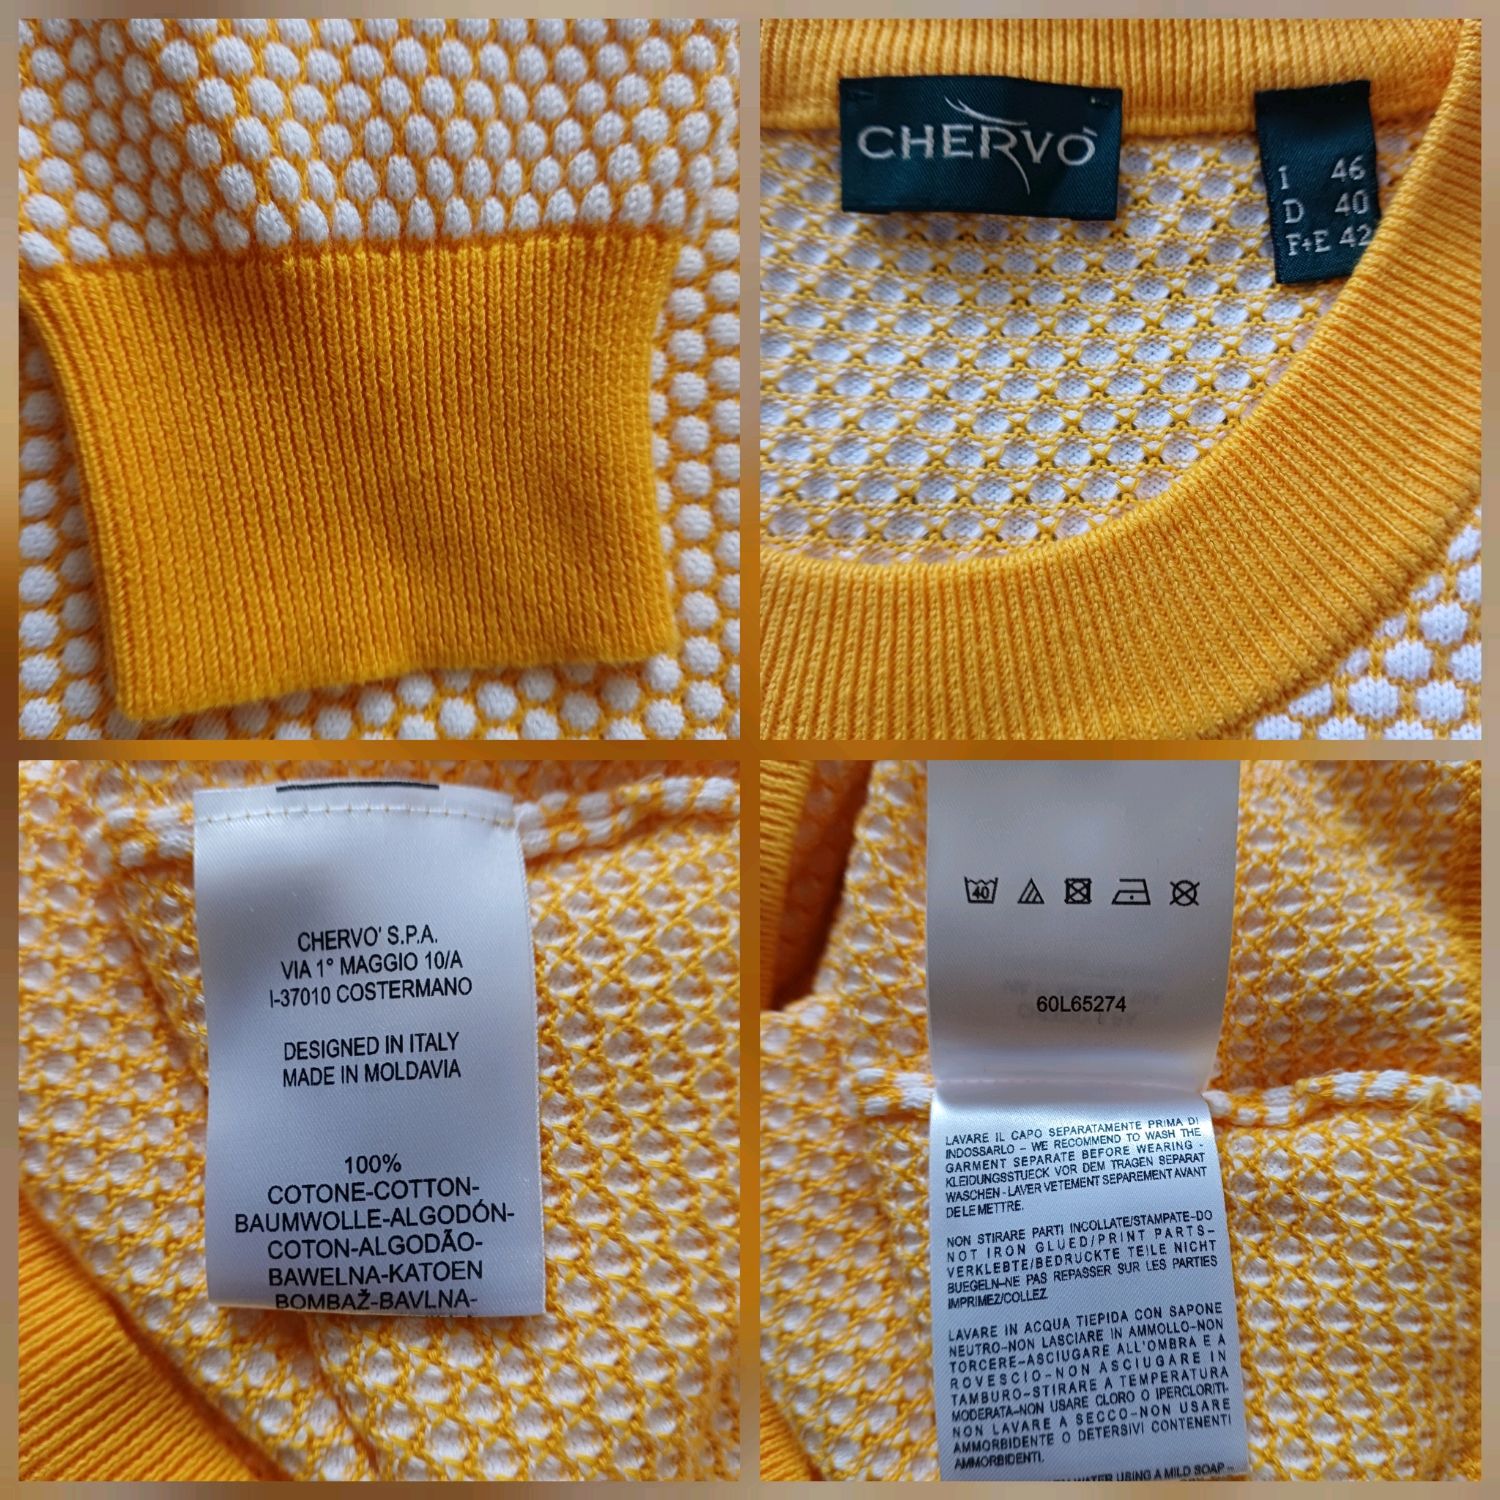 CHERVÒ
I 46
D 40
F+E 42
CHERVO' S.P.A.
VIA 1° MAGGIO 10/A
I-37010 COSTERMANO
DESIGNED IN ITALY
MADE IN MOLDAVIA
100%
COTONE-COTTON-
BAUMWOLLE-ALGODÓN-
COTON-ALGODÃO-
BAWELNA-KATOEN
BOMBAŽ-BAVLNA-
40
60L65274
LAVARE IL CAPO SEPARATAMENTE PRIMA DI
INDOSSARLO - WE RECOMMEND TO WASH THE
GARMENT SEPARATE BEFORE WEARING -
KLEIDUNGSSTUECK VOR DEM TRAGEN SEPARAT
WASCHEN - LAVER VETEMENT SEPAREMENT AVANT
DE LE METTRE.
NON STIRARE PARTI INCOLLATE/STAMPATE-DO
NOT IRON GLUED/PRINT PARTS-
VERKLEBTE/BEDRUCKTE TEILE NICHT
BUEGELN-NE PAS REPASSER SUR LES PARTIES
IMPRIMEZ/COLLEZ
LAVARE IN ACQUA TIEPIDA CON SAPONE
NEUTRO-NON LASCIARE IN AMMOLLO-NON
TORCERE-ASCIUGARE ALL'OMBRA E A
ROVESCIO-NON ASCIUGARE IN
TAMBURO-STIRARE A TEMPERATURA
MODERATA-NON USARE CLORO O IPERCLORITI-
NON LAVARE A SECCO-NON USARE
AMMORBIDENTE O DETERSIVI CONTENENTI
AMMORBIDENTI.
WATER USING A MILD SOAP -